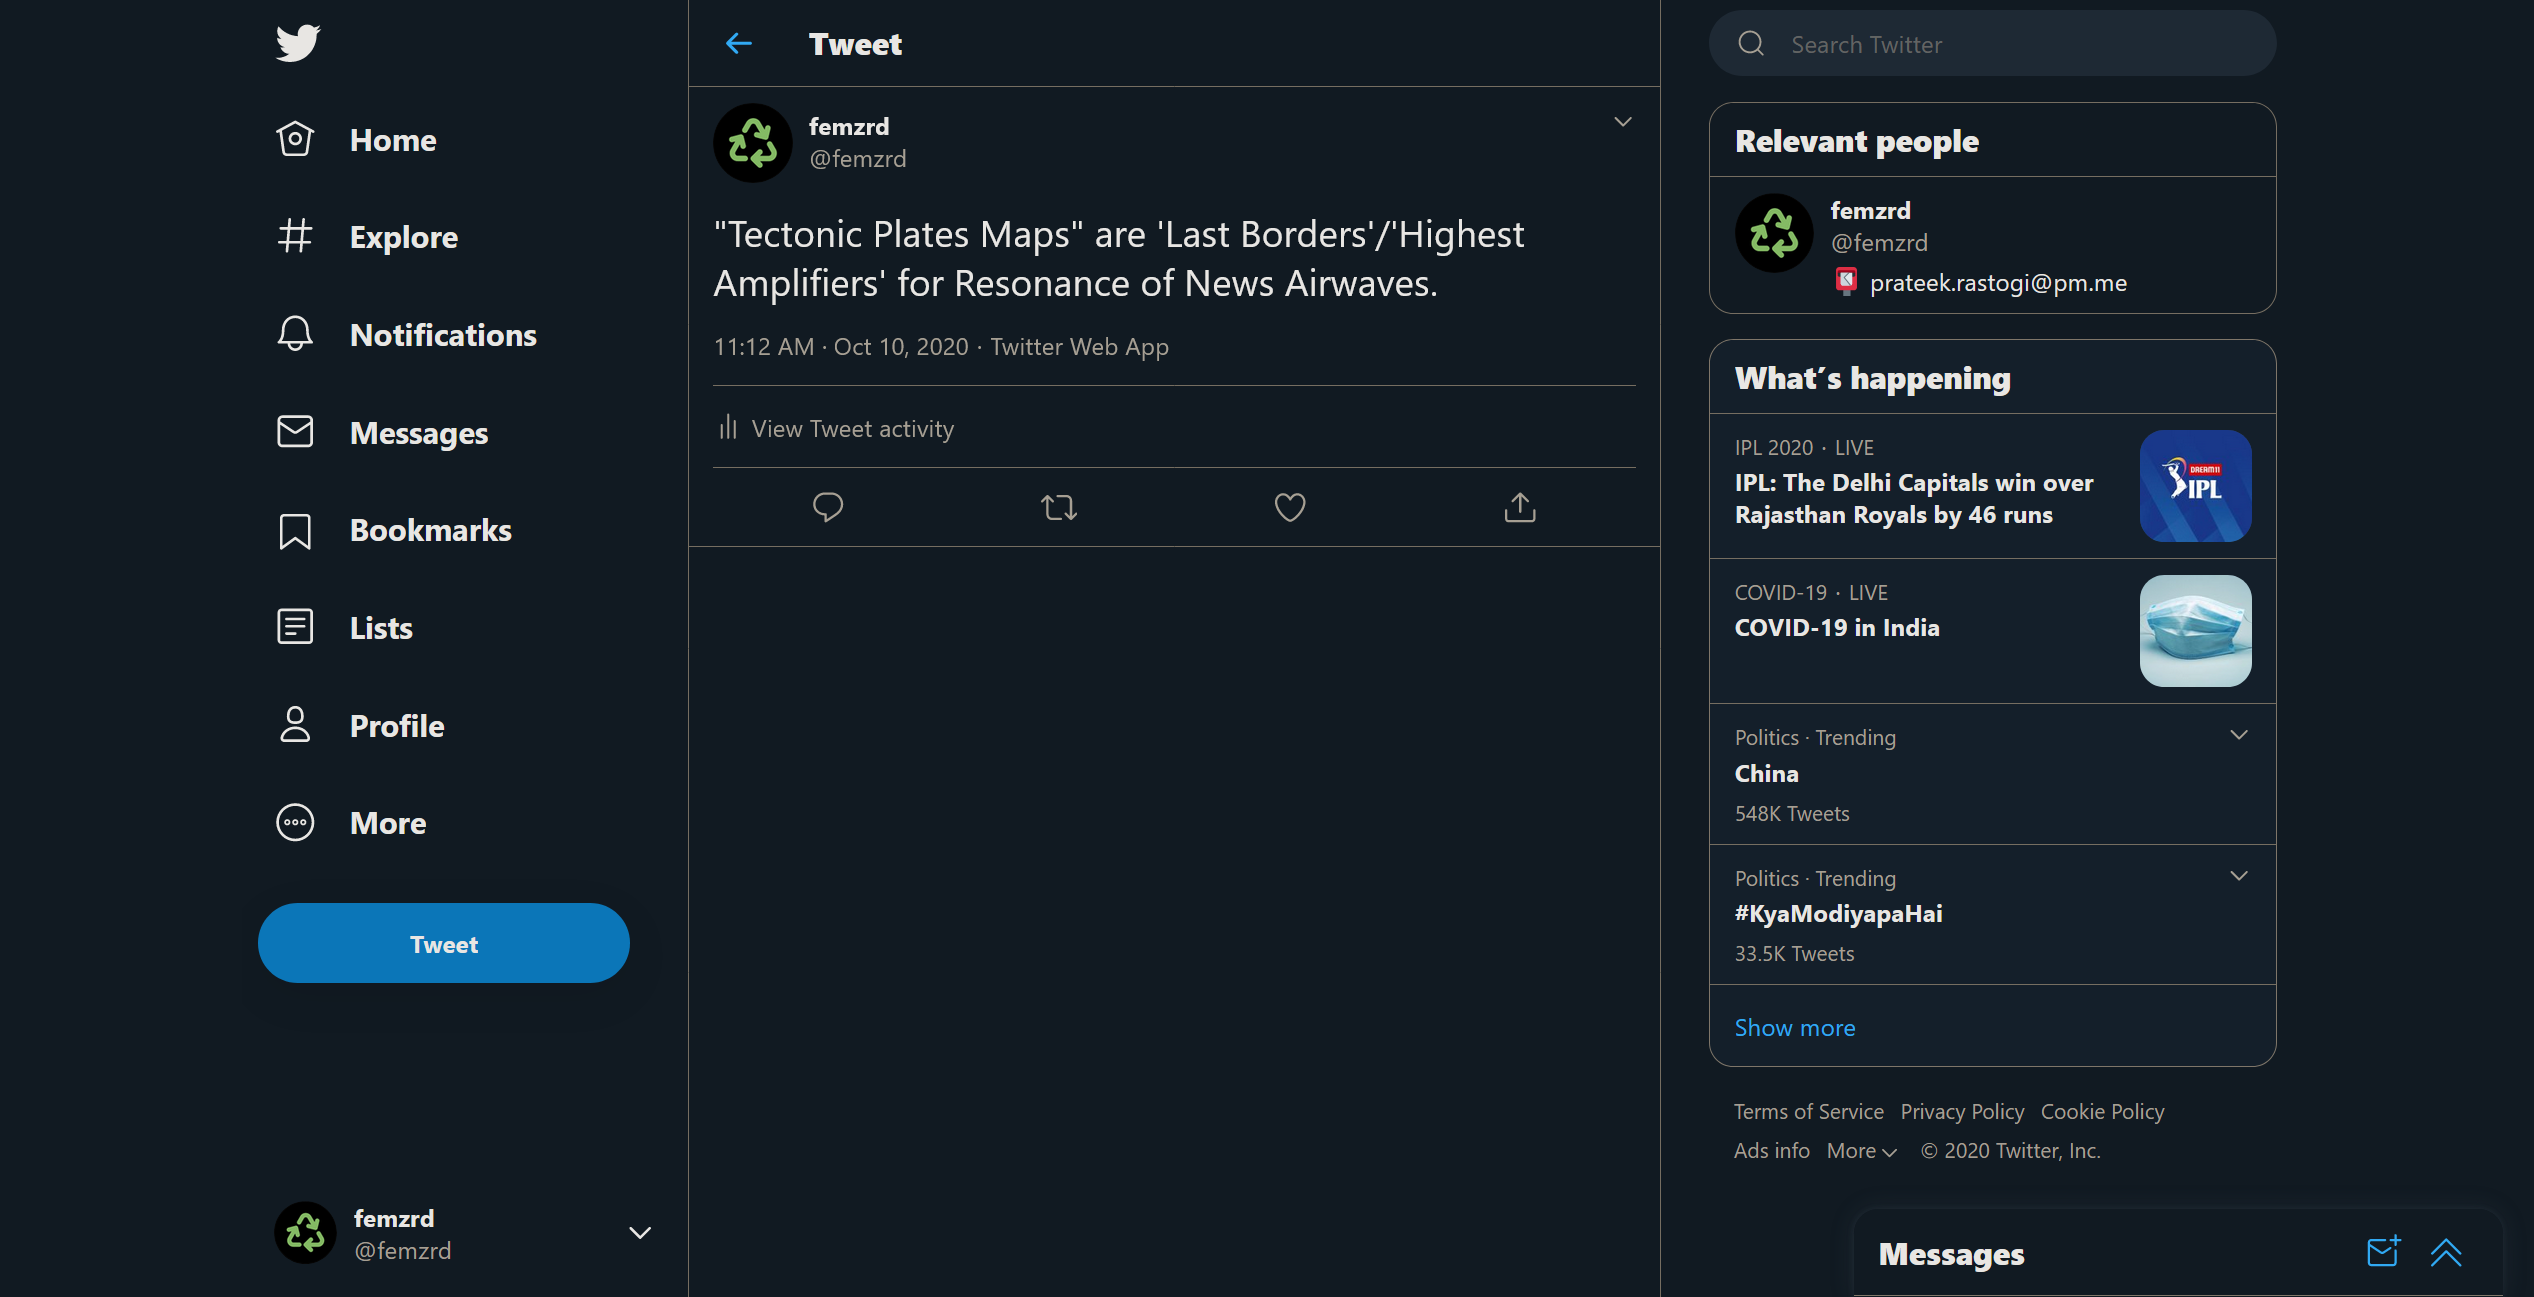 Home
Explore
Notifications
Messages
Bookmarks
Lists
Profile
More
Tweet
femzrd
@femzrd
Tweet
femzrd
@femzrd
"Tectonic Plates Maps" are 'Last Borders'/'Highest
Amplifiers' for Resonance of News Airwaves.
11:12 AM · Oct 10, 2020 · Twitter Web App
View Tweet activity
Search Twitter
Relevant people
femzrd
@femzrd
prateek.rastogi@pm.me
What's happening
IPL 2020 · LIVE
IPL: The Delhi Capitals win over
Rajasthan Royals by 46 runs
DREAM11
IPL
COVID-19 · LIVE
COVID-19 in India
Politics · Trending
China
548K Tweets
Politics · Trending
#KyaModiyapaHai
33.5K Tweets
Show more
Terms of Service Privacy Policy Cookie Policy
Ads info More © 2020 Twitter, Inc.
Messages